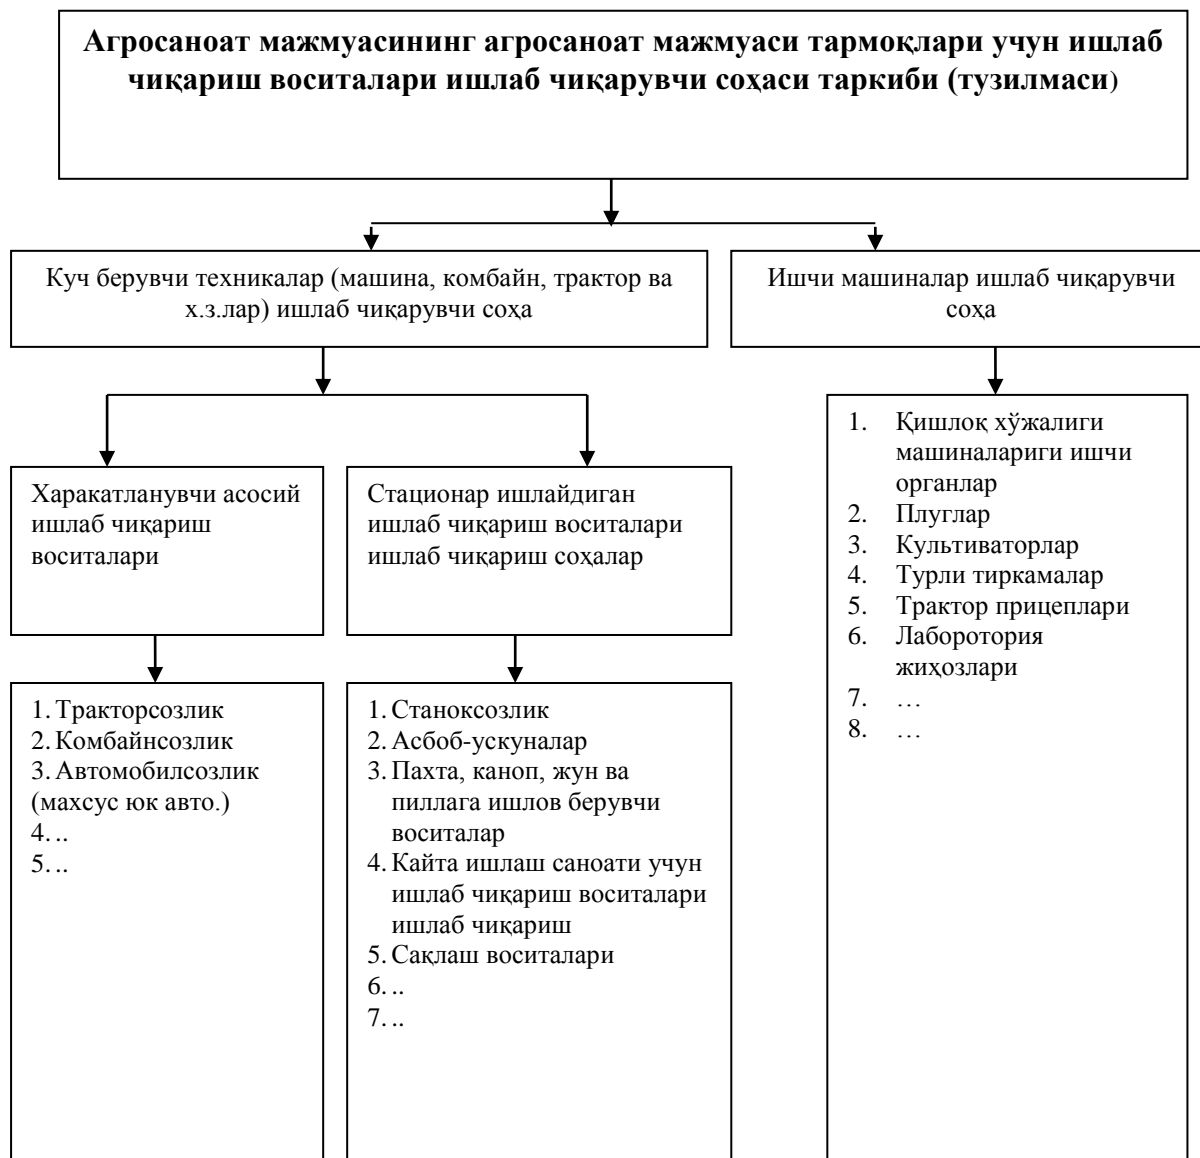 Агросаноат мажмуасининг агросаноат мажмуаси тармоқлари учун ишлаб
чиқариш воситалари ишлаб чиқарувчи соҳаси таркиби (тузилмаси)
Куч берувчи техникалар (машина, комбайн, трактор ва
х.з.лар) ишлаб чиқарувчи соҳа
Ишчи машиналар ишлаб чиқарувчи
соҳа
Харакатланувчи асосий
ишлаб чиқариш
воситалари
Стационар ишлайдиган
ишлаб чиқариш воситалари
ишлаб чиқариш соҳалар
1. Қишлоқ хўжалиги
машиналариги ишчи
органлар
2. Плуглар
3. Культиваторлар
4. Турли тиркамалар
5. Трактор прицеплари
6. Лаборотория
жиҳозлари
7. …
8. …
1. Тракторсозлик
2. Комбайнсозлик
3. Автомобилсозлик
(махсус юк авто.)
4. ..
5. ..
1. Станоксозлик
2. Асбоб-ускуналар
3. Пахта, каноп, жун ва
пиллага ишлов берувчи
воситалар
4. Кайта ишлаш саноати учун
ишлаб чиқариш воситалари
ишлаб чиқариш
5. Сақлаш воситалари
6. ..
7. ..